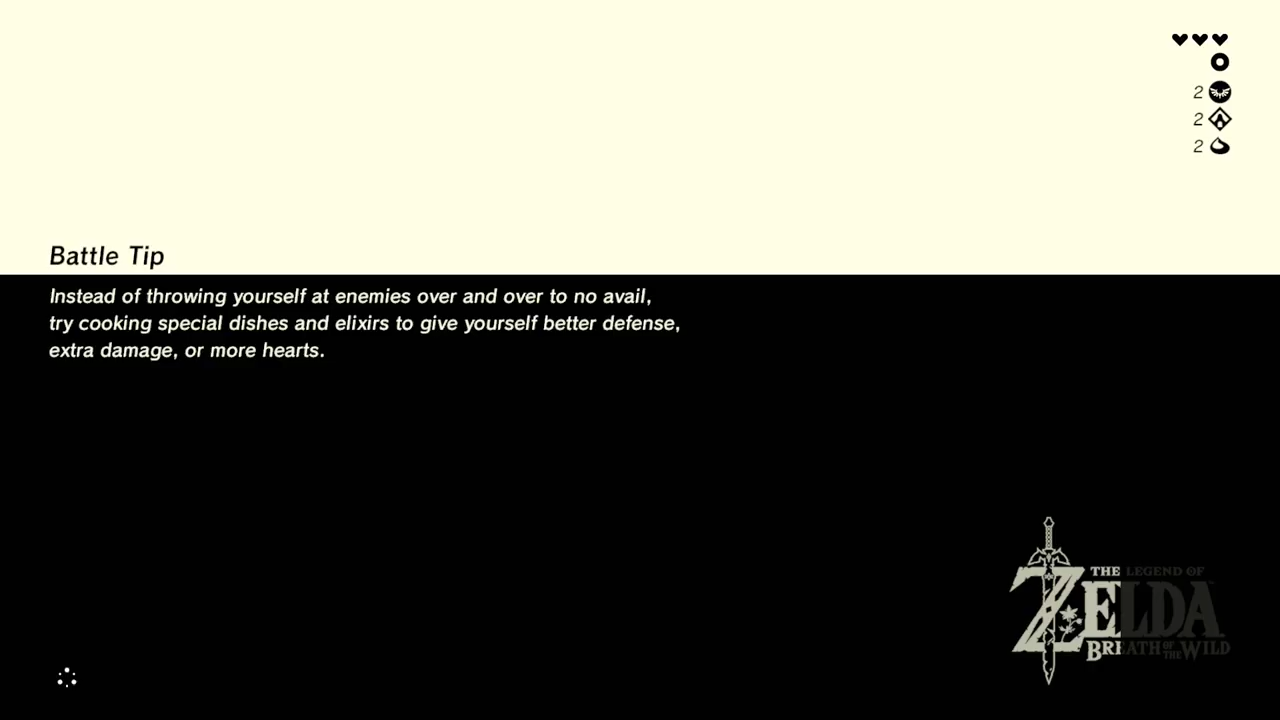 2
2
2
Battle Tip
Instead of throwing yourself at enemies over and over to no avail,
try cooking special dishes and elixirs to give yourself better defense,
extra damage, or more hearts.
THE LEGEND OF
ZELDA
BREATH OF THE WILD